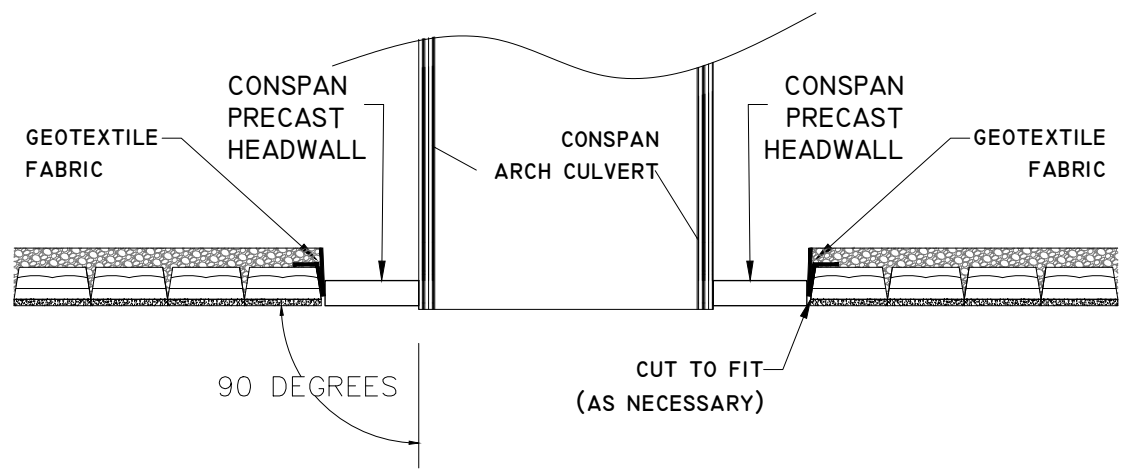 CONSPAN
PRECAST
HEADWALL
GEOTEXTILE
FABRIC
CONSPAN
ARCH CULVERT
CONSPAN
PRECAST
HEADWALL
GEOTEXTILE
FABRIC
90 DEGREES
CUT TO FIT
(AS NECESSARY)